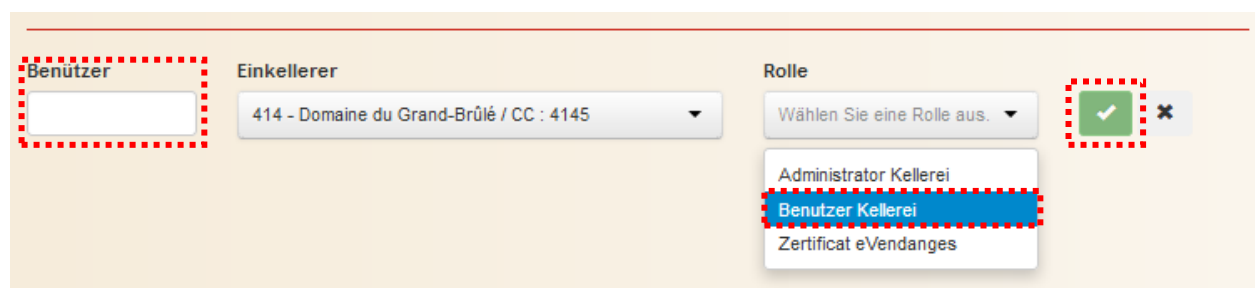 Benützer
Einkellerer
Rolle
414 - Domaine du Grand-Brûlé / CC : 4145
Wählen Sie eine Rolle aus.
Administrator Kellerei
Benutzer Kellerei
Zertificat eVendanges